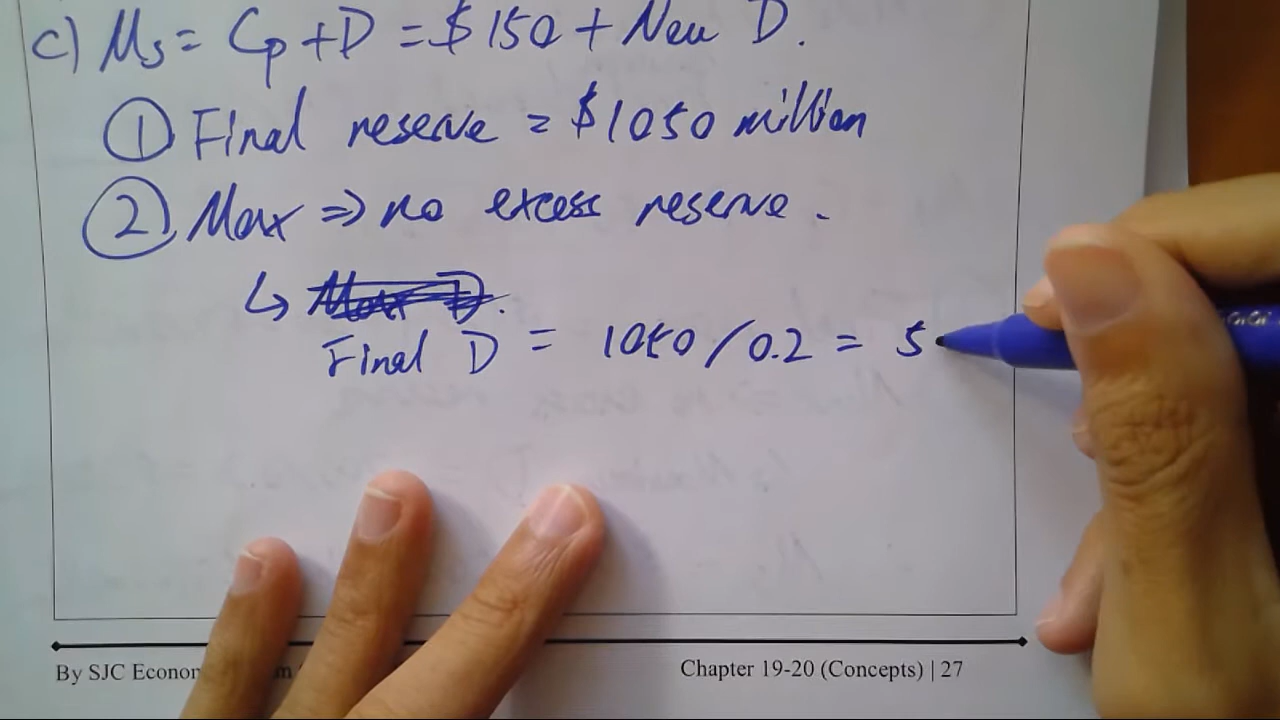 c) Ms = Cp + D = $150 + New D.
① Final reserve = $1050 million
② Max ⇒ no excess reserve.
↳
Final D = 1050/0.2 = 5
By SJC Econom
Chapter 19-20 (Concepts) | 27